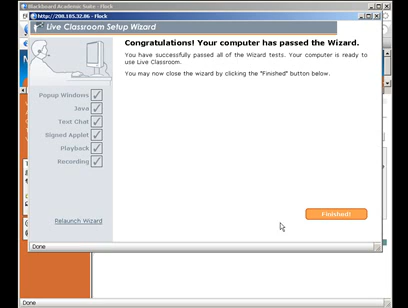 Blackboard Academic Suite - Flock
http://208.185.32.86 - Flock
Live Classroom Setup Wizard
Congratulations! Your computer has passed the Wizard.
You have successfully passed all of the Wizard tests. Your computer is ready to
use Live Classroom.
You may now close the wizard by clicking the "Finished" button below.
Popup Windows
Java
Text Chat
Signed Applet
Playback
Recording
Finished!
Relaunch Wizard
Done
Done